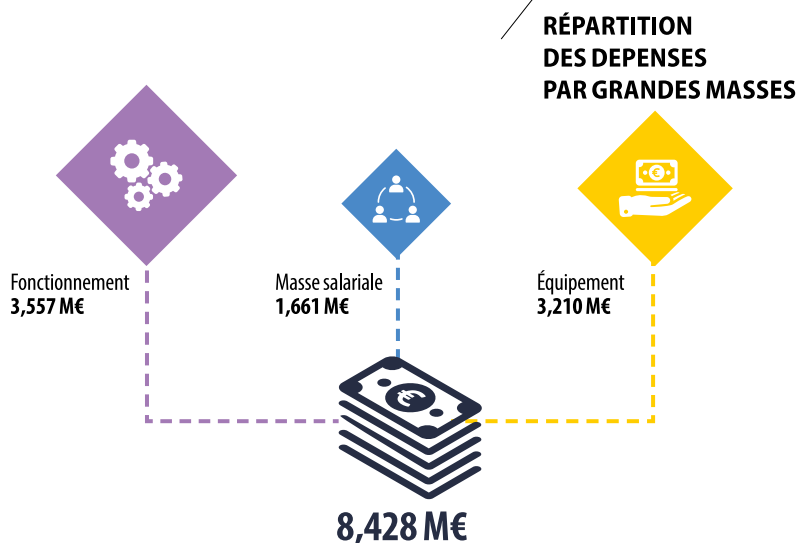 RÉPARTITION
DES DEPENSES
PAR GRANDES MASSES
Fonctionnement
3,557 M€
Masse salariale
1,661 M€
Équipement
3,210 M€
8,428 M€